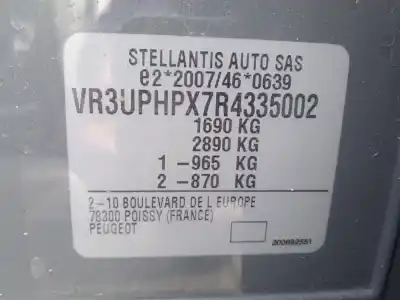 STELLANTIS AUTO SAS
e2*2007/46*0639
VR3UPHPX7R4335002
1690 KG
2890 KG
1 -965 KG
2 -870 KG
2-10 BOULEVARD DE L EUROPE
78300 POISSY (FRANCE)
PEUGEOT